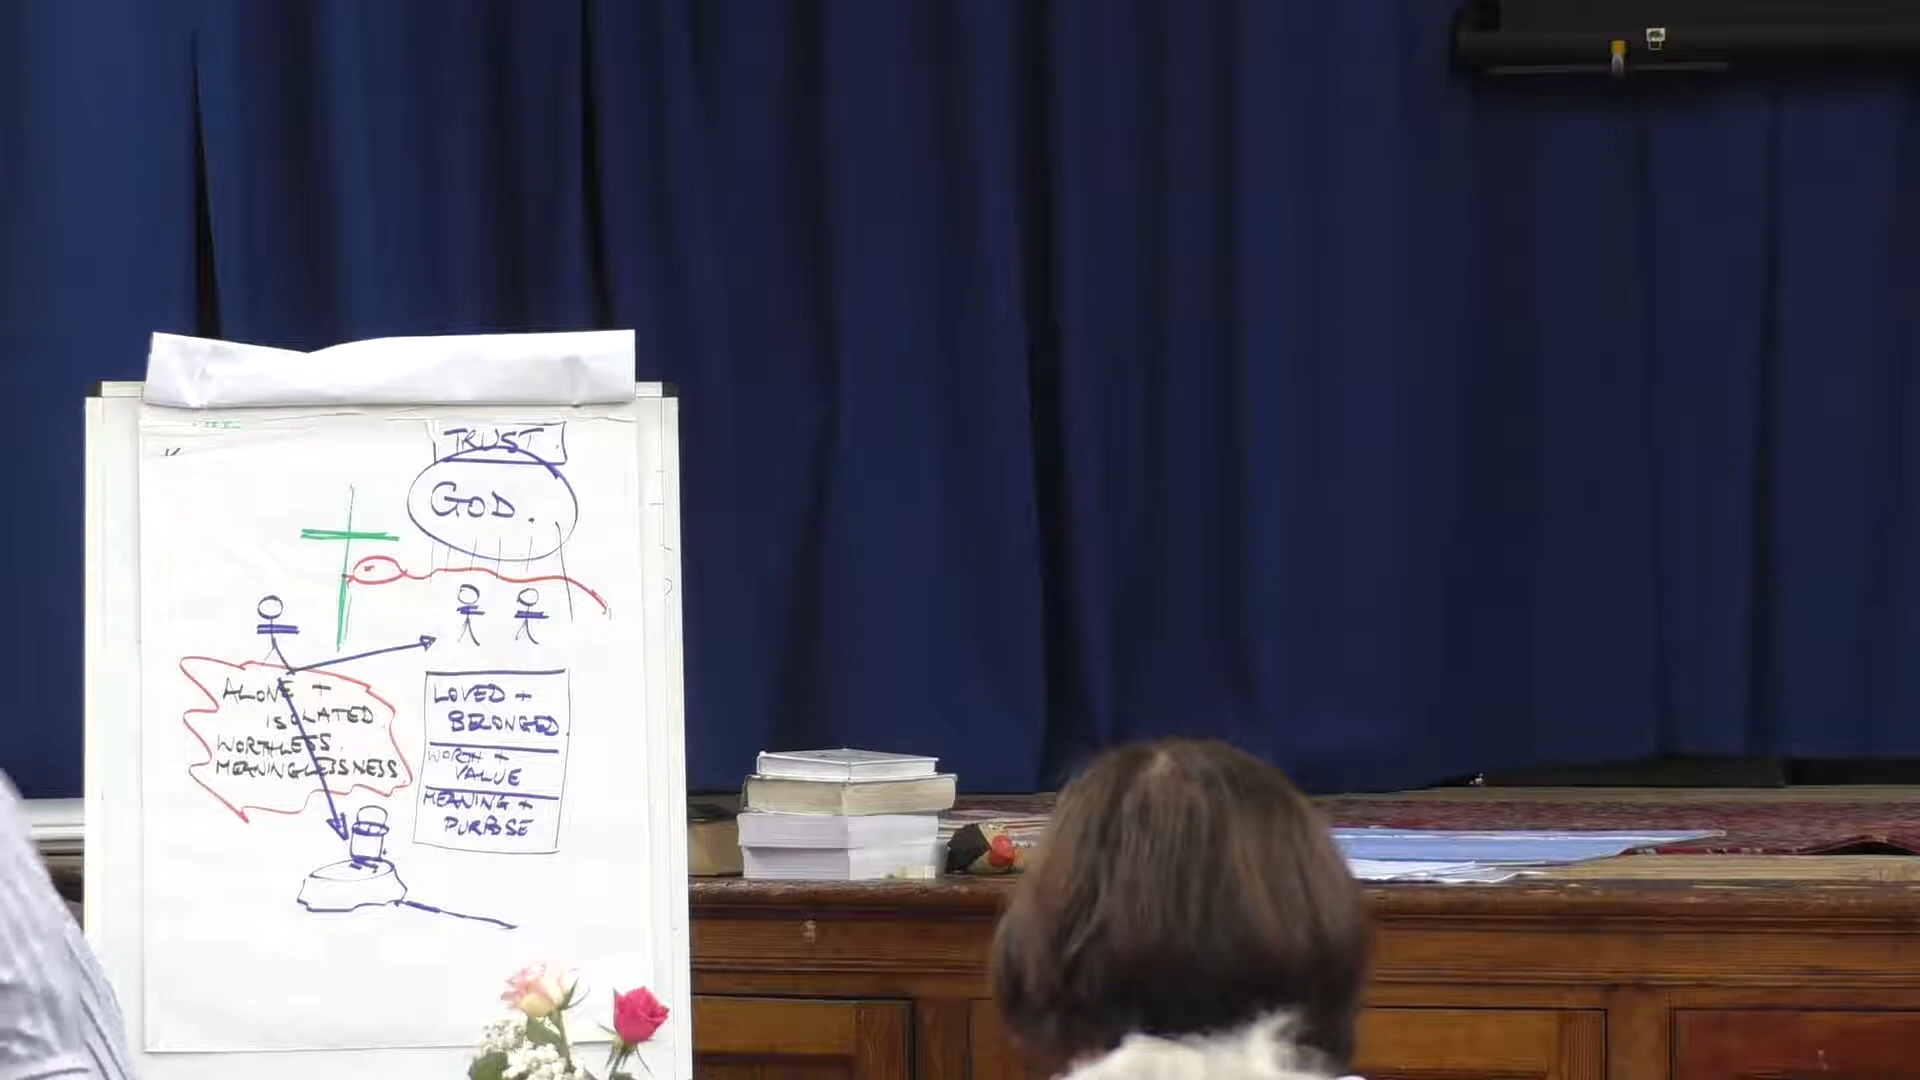 TRUST.
GOD.
ALONE +
ISOLATED
WORTHLESS.
MEANINGLESSNESS
LOVED +
BELONGED
WORTH +
VALUE
MEANING +
PURPOSE